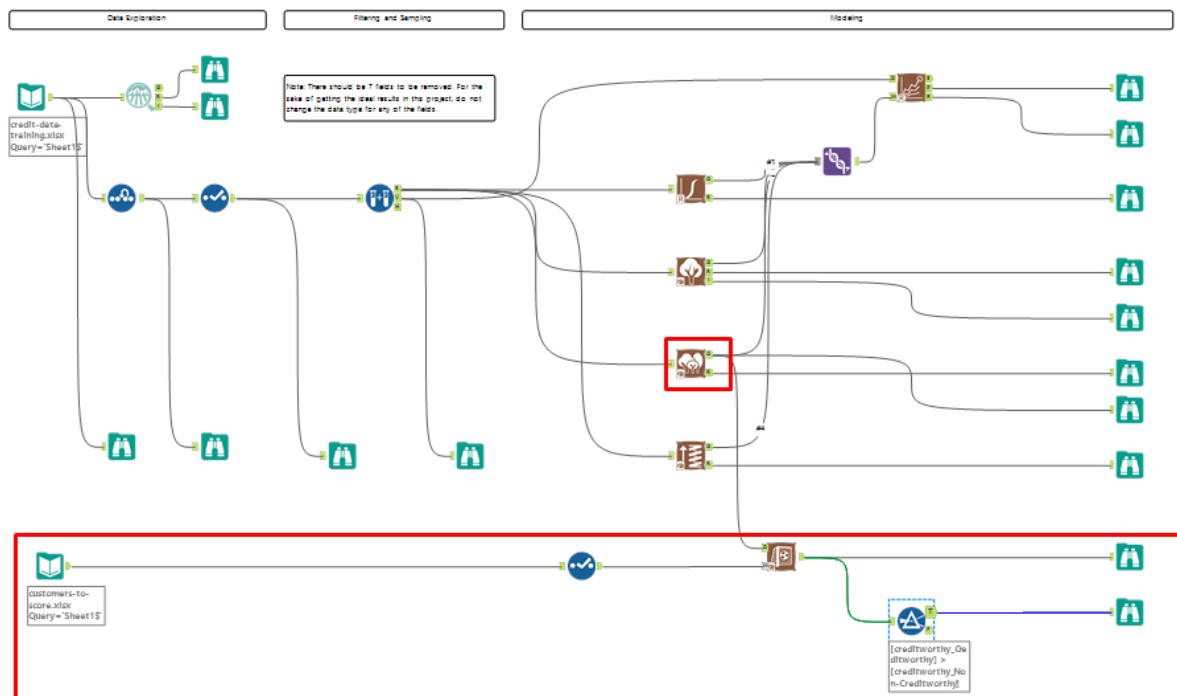 Data Exploration
Filtering and Sampling
Modeling
Note: There should be 7 fields to be removed. For the
sake of getting the ideal results in this project, do not
change the data type for any of the fields.
credit-data-
training.xlsx
Query=`Sheet1$`
#1
#4
customers-to-
score.xlsx
Query=`Sheet1$`
[creditworthy_Cre
ditworthy] >
[creditworthy_No
n-Creditworthy]